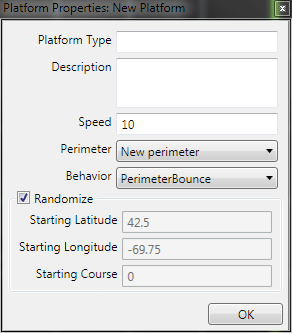 Platform Properties: New Platform
x
Platform Type
Description
Speed 10
Perimeter New perimeter
Behavior PerimeterBounce
Randomize
Starting Latitude 42.5
Starting Longitude -69.75
Starting Course 0
OK